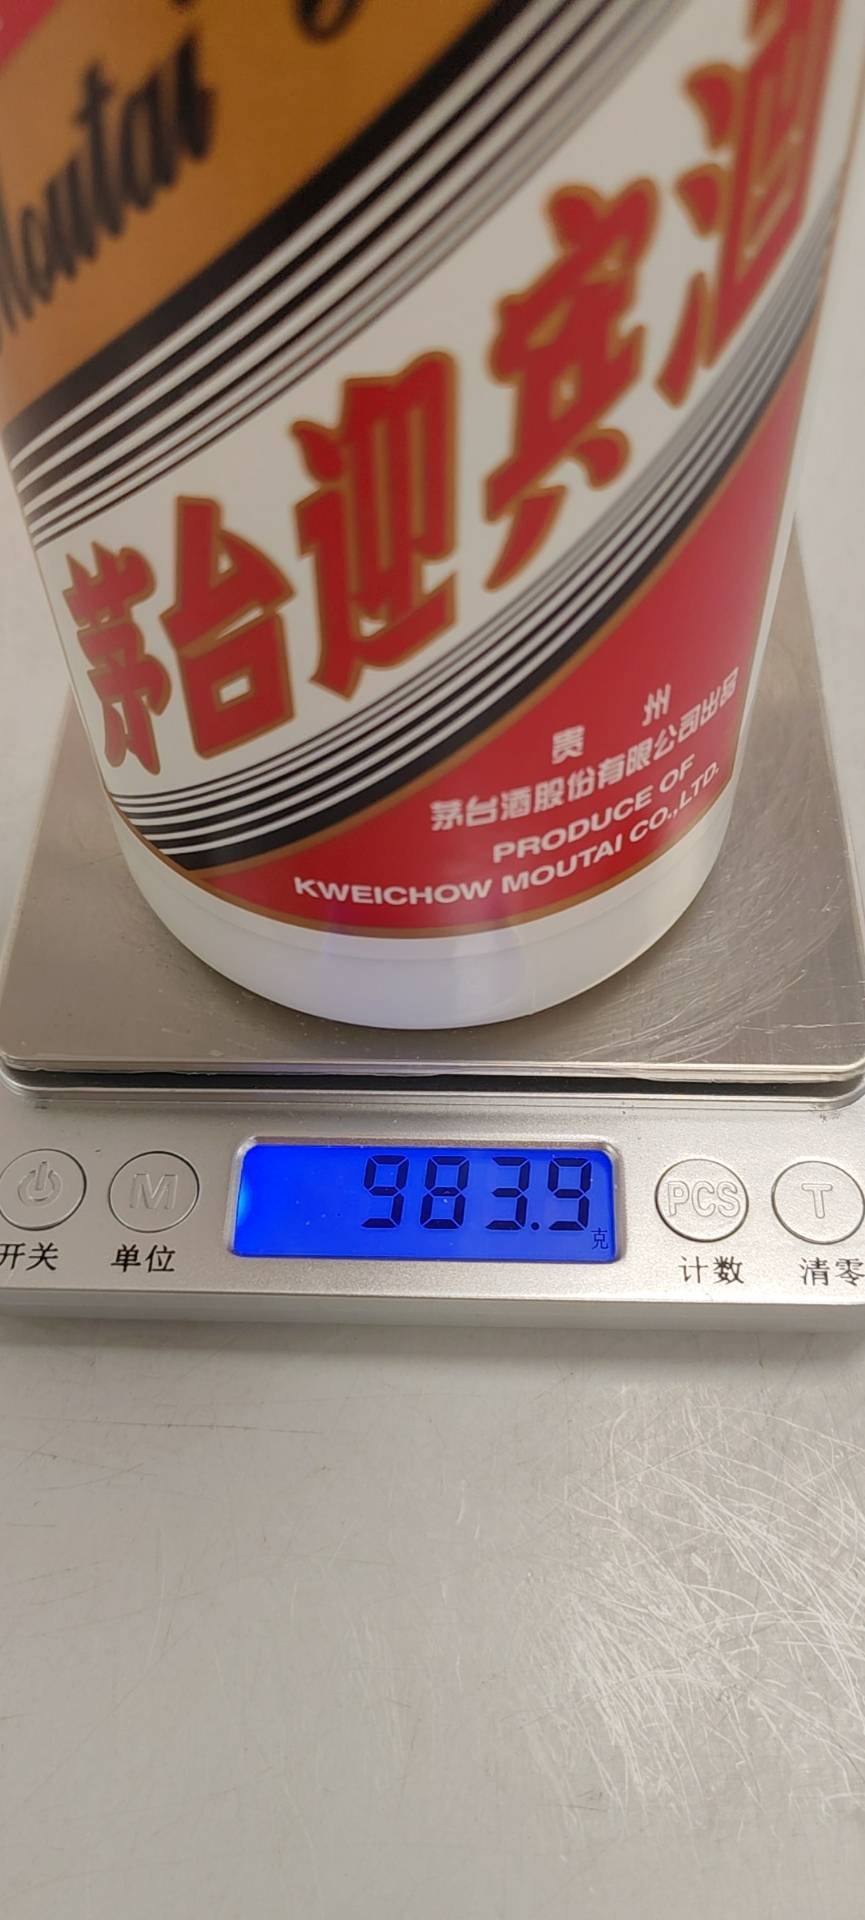 Moutai
茅台迎宾酒
贵 州
茅台酒股份有限公司出品
PRODUCE OF
KWEICHOW MOUTAI CO.,LTD.
983.9
克
M
PCS
T
开关
单位
计数
清零